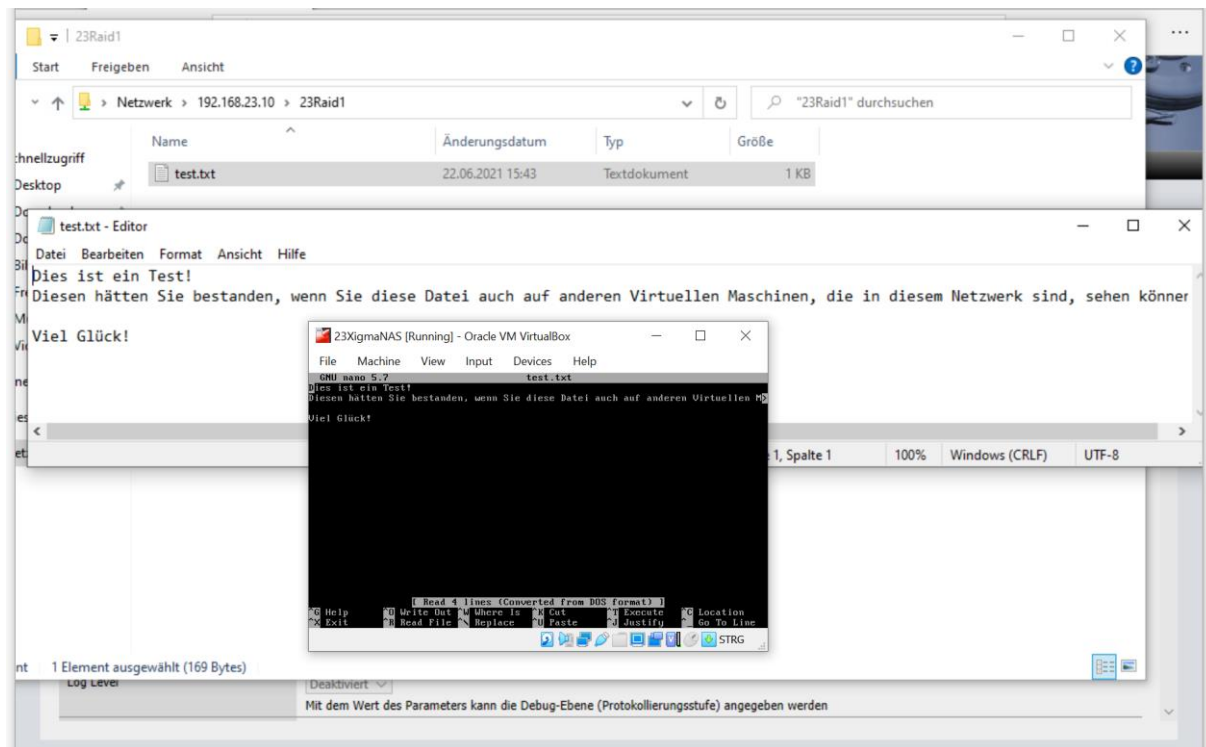 23Raid1
Start Freigeben Ansicht
Netzwerk > 192.168.23.10 > 23Raid1
"23Raid1" durchsuchen
Name Änderungsdatum Typ Größe
chnellzugriff
test.txt 22.06.2021 15:43 Textdokument 1 KB
Desktop
test.txt - Editor
Datei Bearbeiten Format Ansicht Hilfe
Dies ist ein Test!
Diesen hätten Sie bestanden, wenn Sie diese Datei auch auf anderen Virtuellen Maschinen, die in diesem Netzwerk sind, sehen könner
Viel Glück!
23XigmaNAS [Running] - Oracle VM VirtualBox
File Machine View Input Devices Help
GNU nano 5.7 test.txt
Dies ist ein Test!
Diesen hätten Sie bestanden, wenn Sie diese Datei auch auf anderen Virtuellen M>
Viel Glück!
[ Read 4 lines (Converted from DOS format) ]
^G Help ^O Write Out ^W Where Is ^K Cut ^T Execute ^C Location
^X Exit ^R Read File ^\ Replace ^U Paste ^J Justify ^_ Go To Line
STRG
1, Spalte 1 100% Windows (CRLF) UTF-8
nt 1 Element ausgewählt (169 Bytes)
Log Level Deaktiviert
Mit dem Wert des Parameters kann die Debug-Ebene (Protokollierungsstufe) angegeben werden